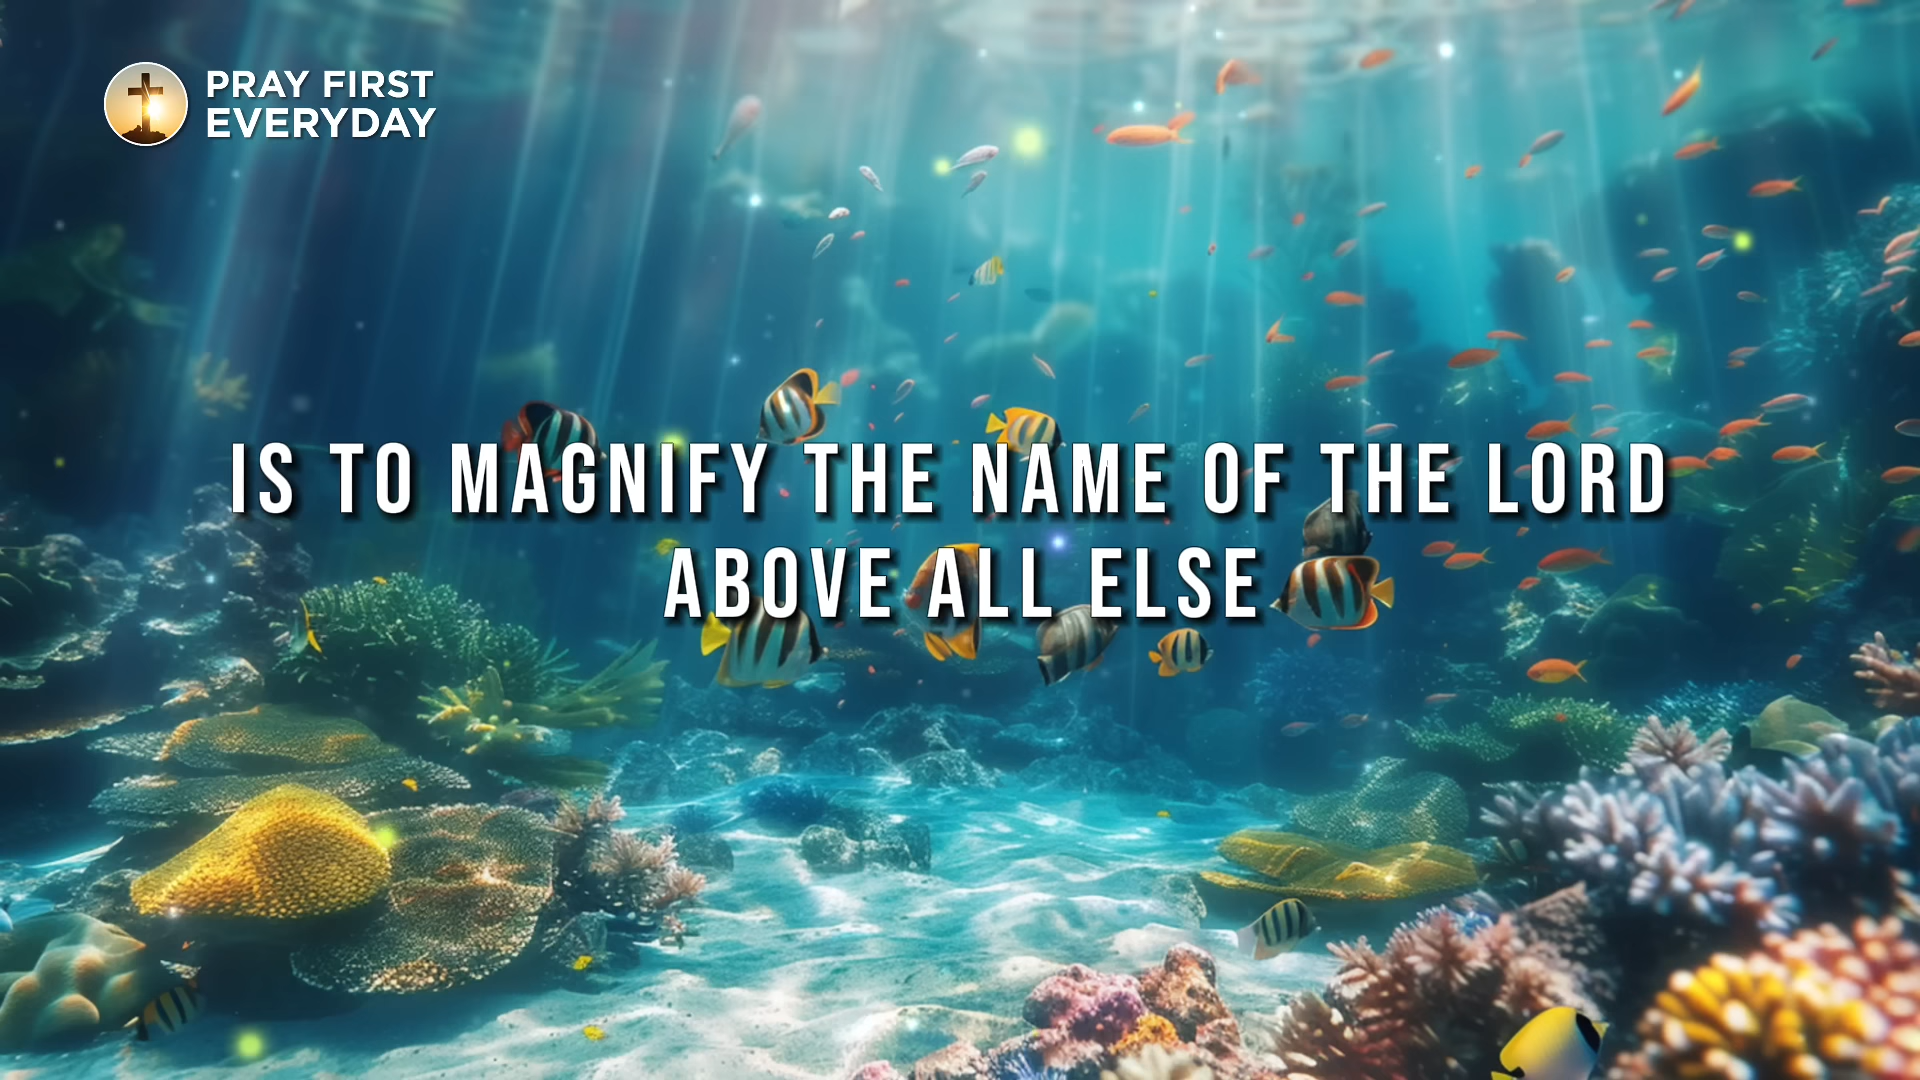 PRAY FIRST
EVERYDAY
IS TO MAGNIFY THE NAME OF THE LORD
ABOVE ALL ELSE